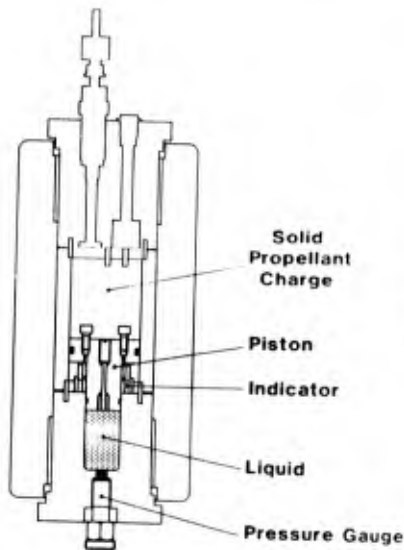 Solid
Propellant
Charge
Piston
Indicator
Liquid
Pressure Gauge